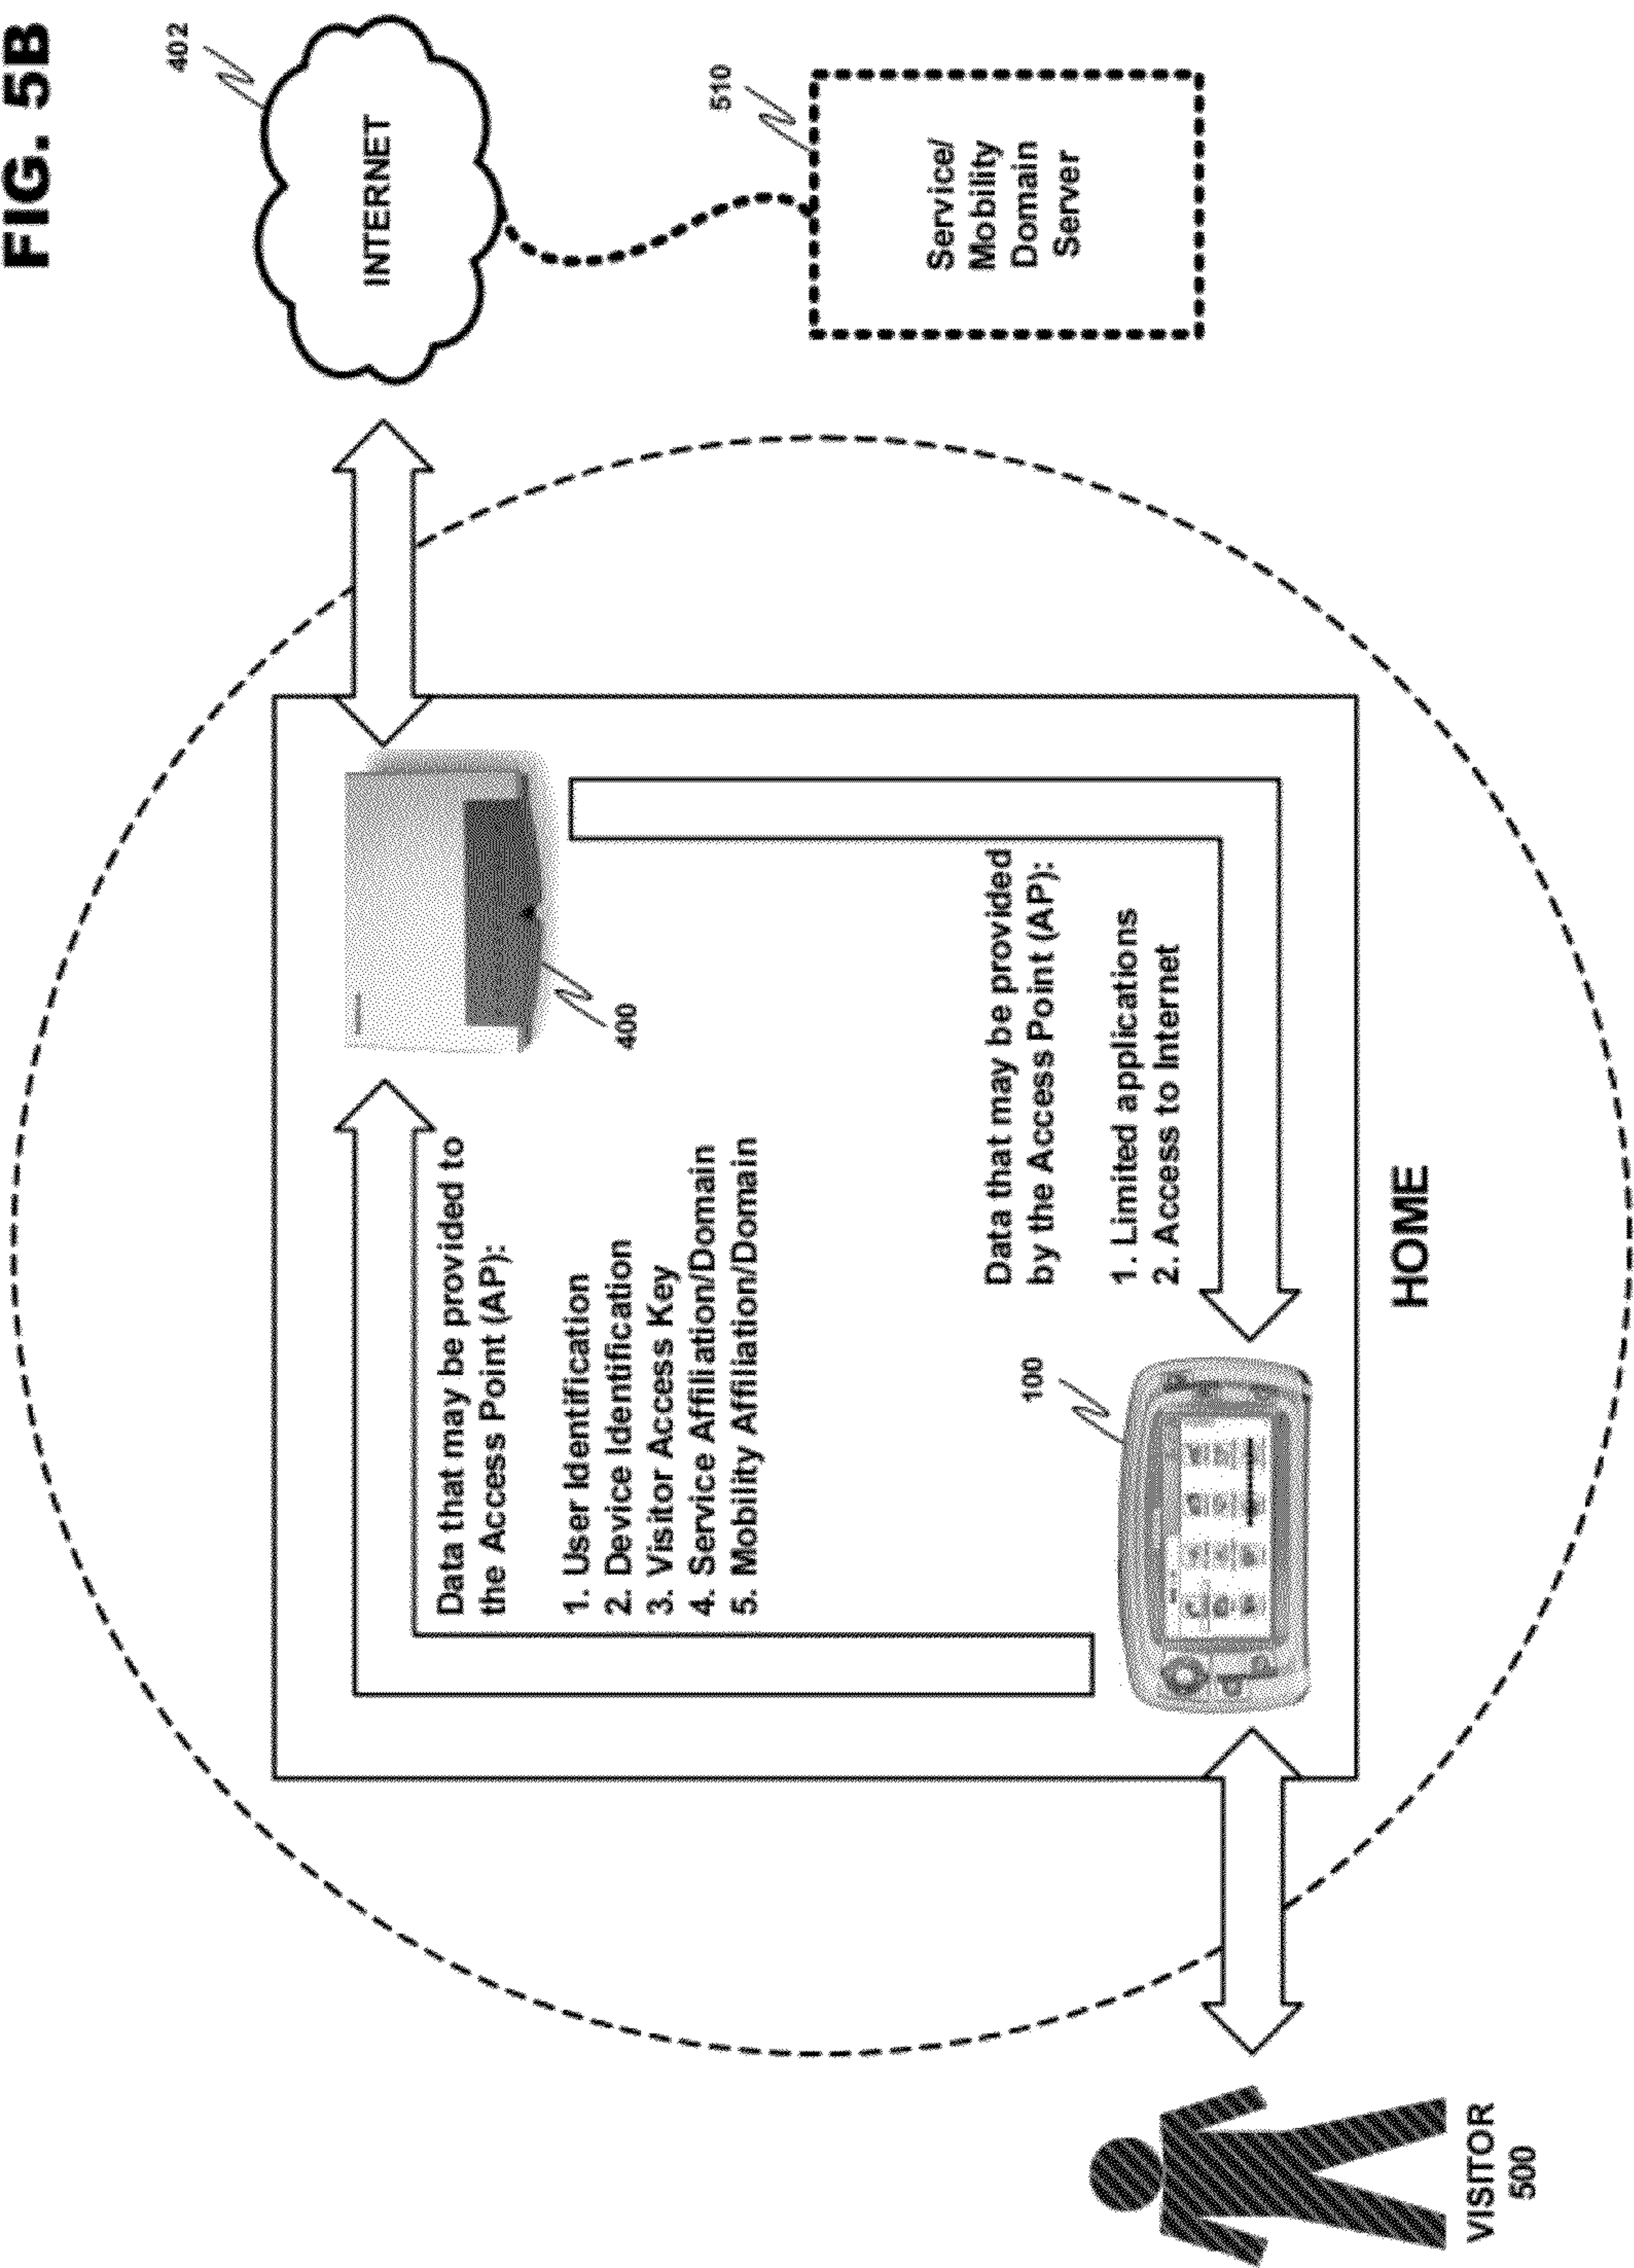 FIG. 5B
402
INTERNET
510
Service/
Mobility
Domain
Server
400
Data that may be provided to
the Access Point (AP):
1. User Identification
2. Device Identification
3. Visitor Access Key
4. Service Affiliation/Domain
5. Mobility Affiliation/Domain
Data that may be provided
by the Access Point (AP):
1. Limited applications
2. Access to Internet
100
HOME
VISITOR
500